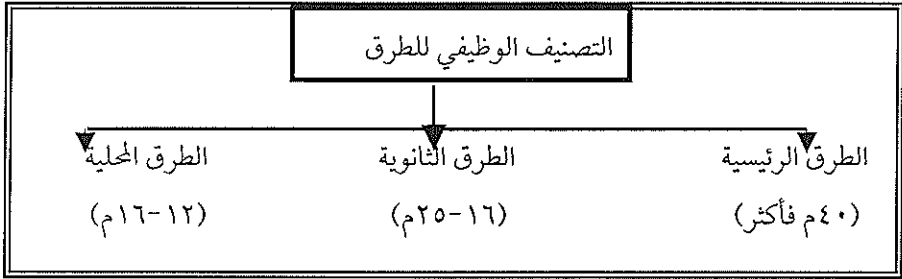 التصنيف الوظيفي للطرق
الطرق الرئيسية
الطرق الثانوية
الطرق المحلية
(٤٠م فأكثر)
(١٦-٢٥م)
(١٢-١٦م)